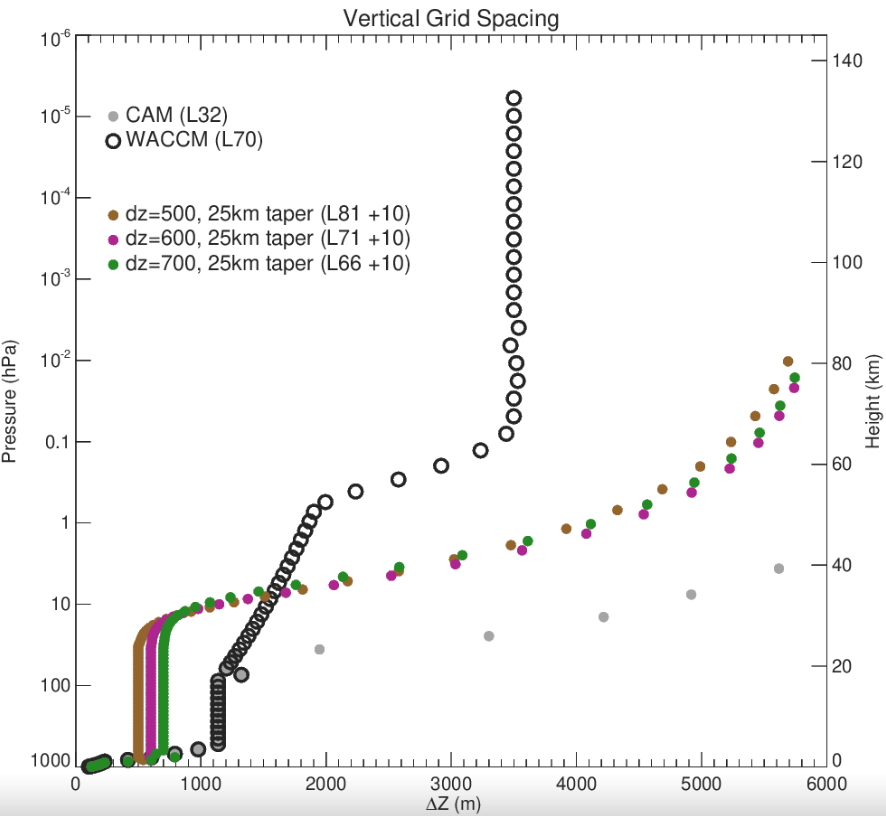 Vertical Grid Spacing
10-6
10-5
10-4
10-3
10-2
0.1
1
10
100
1000
Pressure (hPa)
CAM (L32)
WACCM (L70)
dz=500, 25km taper (L81 +10)
dz=600, 25km taper (L71 +10)
dz=700, 25km taper (L66 +10)
140
120
100
80
60
40
20
0
Height (km)
0 1000 2000 3000 4000 5000 6000
ΔZ (m)